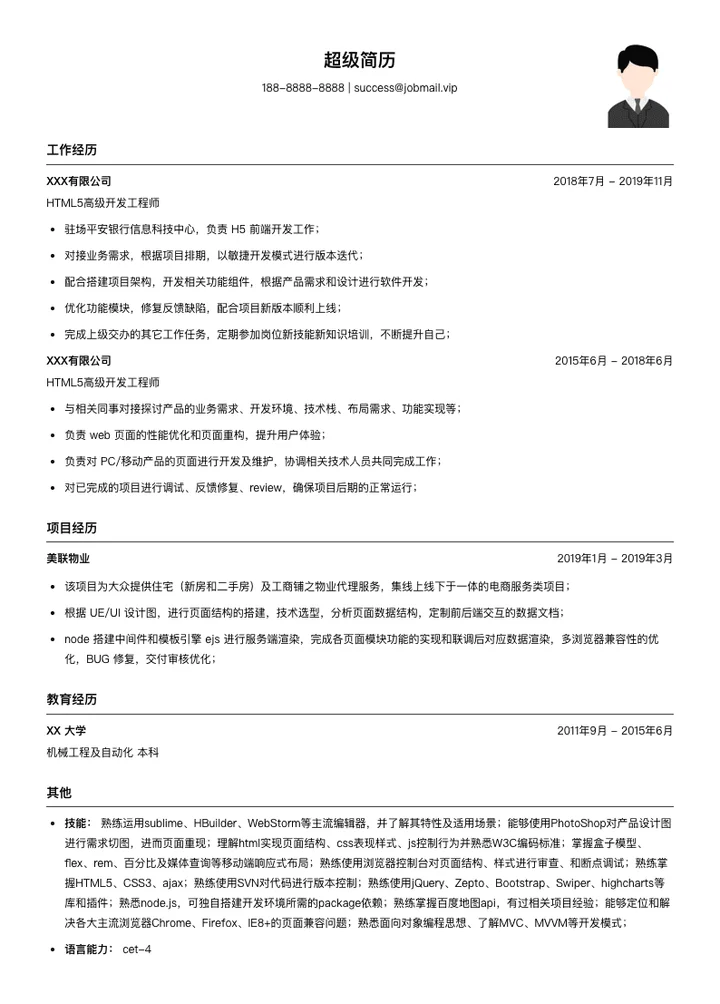 超级简历
188-8888-8888 | success@jobmail.vip
工作经历
XXX有限公司 2018年7月 – 2019年11月
HTML5高级开发工程师
• 驻场平安银行信息科技中心，负责 H5 前端开发工作；
• 对接业务需求，根据项目排期，以敏捷开发模式进行版本迭代；
• 配合搭建项目架构，开发相关功能组件，根据产品需求和设计进行软件开发；
• 优化功能模块，修复反馈缺陷，配合项目新版本顺利上线；
• 完成上级交办的其它工作任务，定期参加岗位新技能新知识培训，不断提升自己；
XXX有限公司 2015年6月 – 2018年6月
HTML5高级开发工程师
• 与相关同事对接探讨产品的业务需求、开发环境、技术栈、布局需求、功能实现等；
• 负责 web 页面的性能优化和页面重构，提升用户体验；
• 负责对 PC/移动产品的页面进行开发及维护，协调相关技术人员共同完成工作；
• 对已完成的项目进行调试、反馈修复、review，确保项目后期的正常运行；
项目经历
美联物业 2019年1月 – 2019年3月
• 该项目为大众提供住宅（新房和二手房）及工商铺之物业代理服务，集线上线下于一体的电商服务类项目；
• 根据 UE/UI 设计图，进行页面结构的搭建，技术选型，分析页面数据结构，定制前后端交互的数据文档；
• node 搭建中间件和模板引擎 ejs 进行服务端渲染，完成各页面模块功能的实现和联调后对应数据渲染，多浏览器兼容性的优
化，BUG 修复，交付审核优化；
教育经历
XX 大学 2011年9月 – 2015年6月
机械工程及自动化 本科
其他
• 技能： 熟练运用sublime、HBuilder、WebStorm等主流编辑器，并了解其特性及适用场景；能够使用PhotoShop对产品设计图
进行需求切图，进而页面重现；理解html实现页面结构、css表现样式、js控制行为并熟悉W3C编码标准；掌握盒子模型、
flex、rem、百分比及媒体查询等移动端响应式布局；熟练使用浏览器控制台对页面结构、样式进行审查、和断点调试；熟练掌
握HTML5、CSS3、ajax；熟练使用SVN对代码进行版本控制；熟练使用jQuery、Zepto、Bootstrap、Swiper、highcharts等
库和插件；熟悉node.js，可独自搭建开发环境所需的package依赖；熟练掌握百度地图api，有过相关项目经验；能够定位和解
决各大主流浏览器Chrome、Firefox、IE8+的页面兼容问题；熟悉面向对象编程思想、了解MVC、MVVM等开发模式；
• 语言能力： cet-4